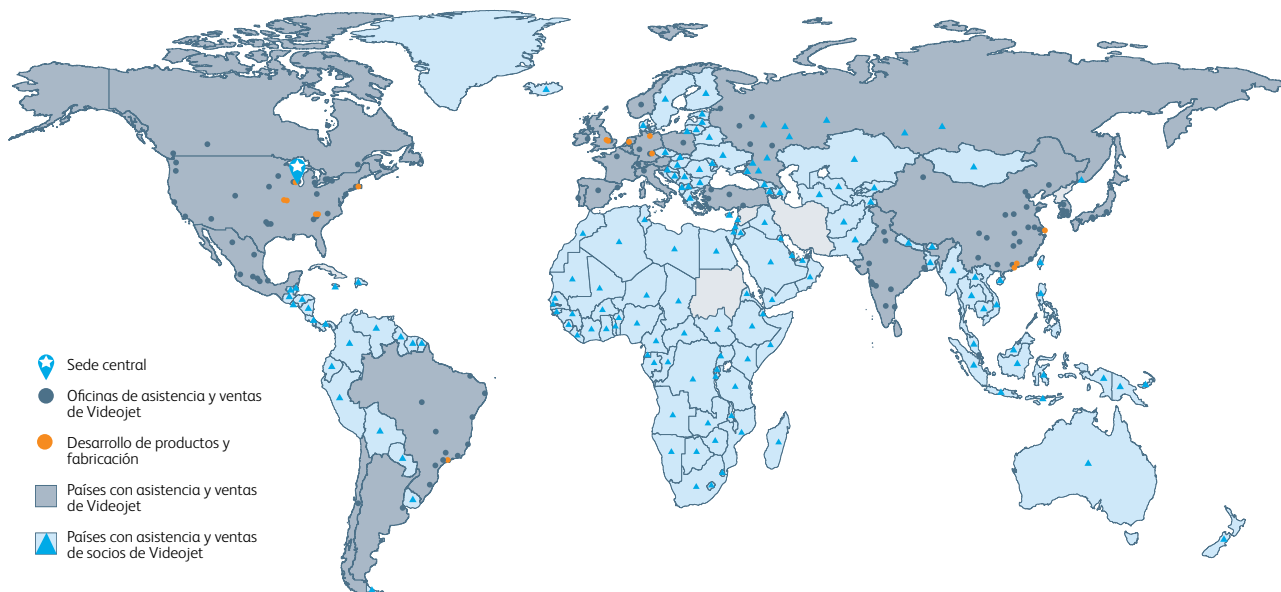 Sede central
Oficinas de asistencia y ventas
de Videojet
Desarrollo de productos y
fabricación
Países con asistencia y ventas
de Videojet
Países con asistencia y ventas
de socios de Videojet